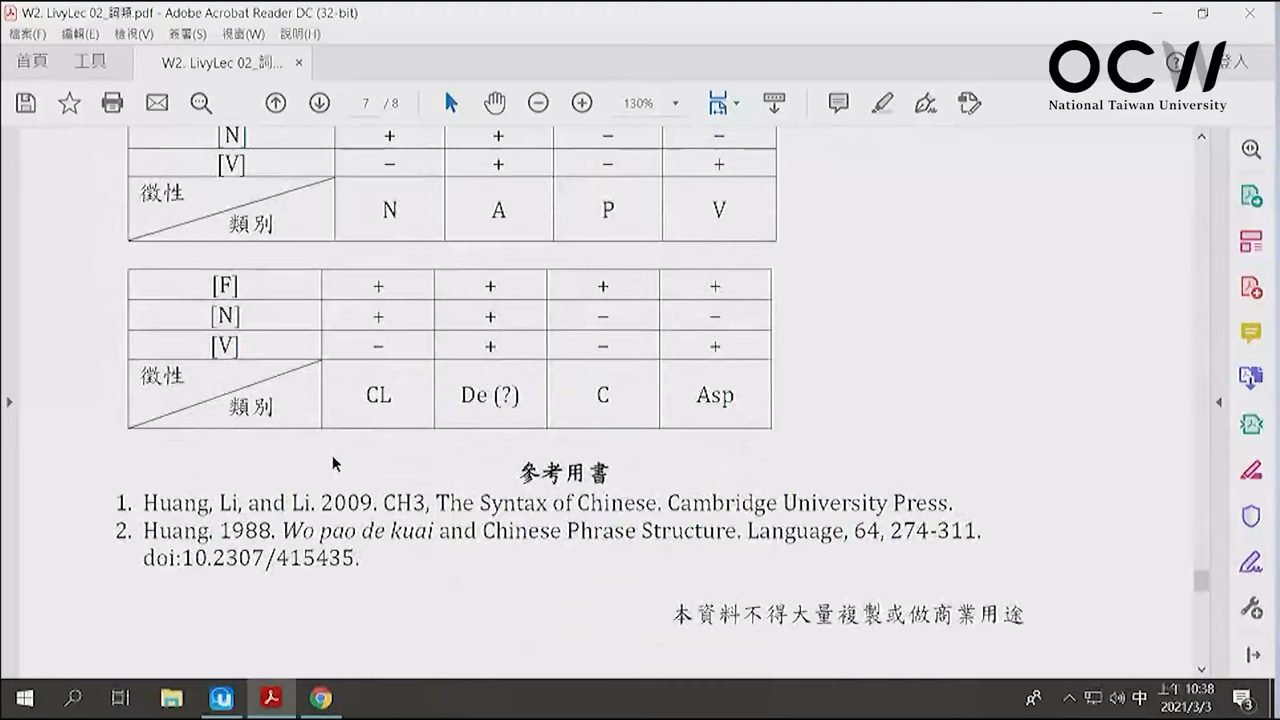 W2. LivyLec 02_詞類.pdf - Adobe Acrobat Reader DC (32-bit)
檔案(F) 編輯(E) 檢視(V) 簽署(S) 視窗(W) 說明(H)
首頁 工具 W2. LivyLec 02_詞... × 登入
OCW
National Taiwan University
7 / 8 130%
[N] + + − −
[V] − + − +
徵性 類別 N A P V
[F] + + + +
[N] + + − −
[V] − + − +
徵性 類別 CL De (?) C Asp
參考用書
1. Huang, Li, and Li. 2009. CH3, The Syntax of Chinese. Cambridge University Press.
2. Huang. 1988. Wo pao de kuai and Chinese Phrase Structure. Language, 64, 274-311.
doi:10.2307/415435.
本資料不得大量複製或做商業用途
中 上午 10:38
2021/3/3
3